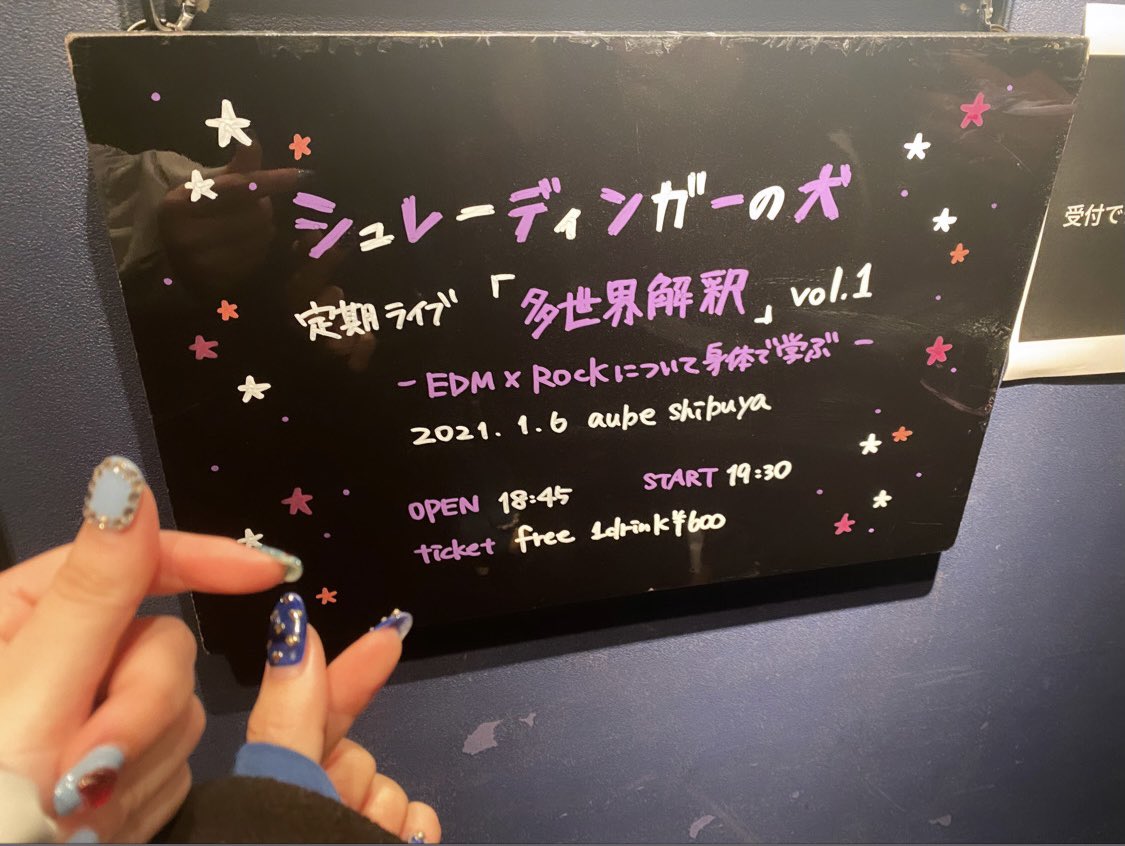 シュレーディンガーの犬
定期ライブ「多世界解釈」vol.1
-EDM×Rockについて身体で学ぶ-
2021.1.6 aube shibuya
OPEN 18:45 START 19:30
ticket free 1drink¥600
受付で